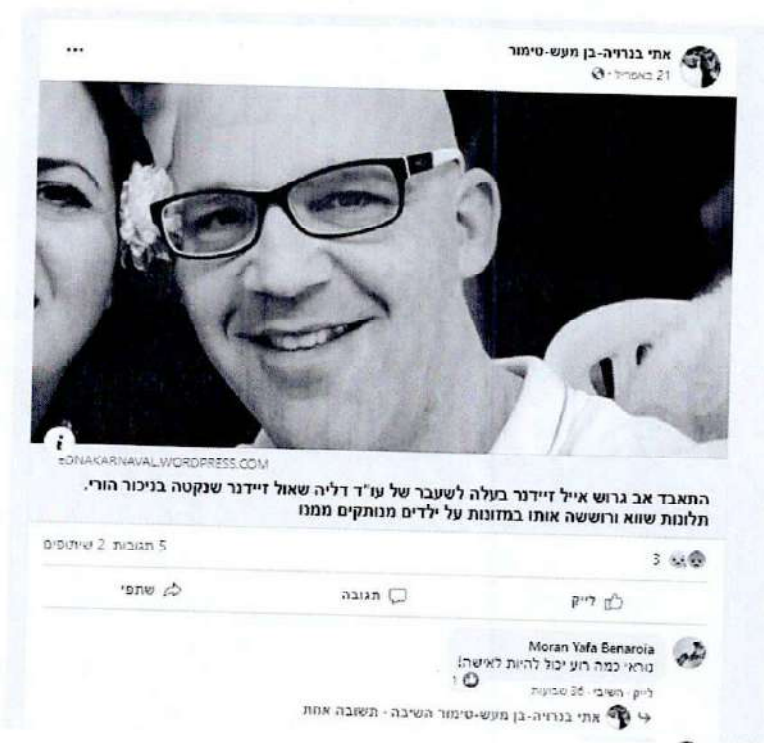 אתי בנרויה-בן מעש-טימור
21 באפריל ·
...
i
EDNAKARNAVAL.WORDPRESS.COM
התאבד אב גרוש אייל זיידנר בעלה לשעבר של עו"ד דליה שאול זיידנר שנקטה בניכור הורי.
תלונות שווא ורוששה אותו במזונות על ילדים מנותקים ממנו
3
5 תגובות 2 שיתופים
לייק
תגובה
שתפי
Moran Yafa Benaroia
נוראי כמה רוע יכול להיות לאישה!
לייק · השיבי · 36 שבועות
1
אתי בנרויה-בן מעש-טימור השיבה · תשובה אחת